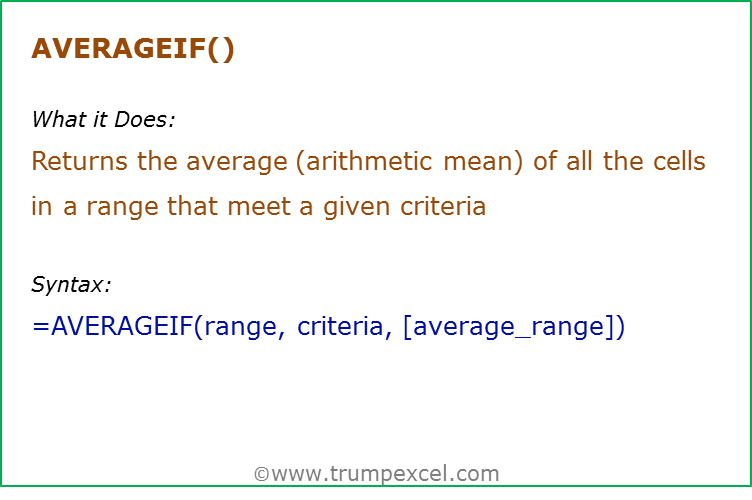 AVERAGEIF()
What it Does:
Returns the average (arithmetic mean) of all the cells
in a range that meet a given criteria
Syntax:
=AVERAGEIF(range, criteria, [average_range])
©www.trumpexcel.com